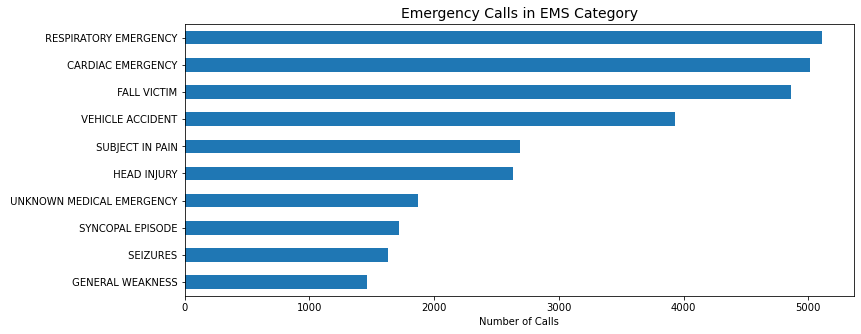 Emergency Calls in EMS Category
RESPIRATORY EMERGENCY
CARDIAC EMERGENCY
FALL VICTIM
VEHICLE ACCIDENT
SUBJECT IN PAIN
HEAD INJURY
UNKNOWN MEDICAL EMERGENCY
SYNCOPAL EPISODE
SEIZURES
GENERAL WEAKNESS
0 1000 2000 3000 4000 5000
Number of Calls